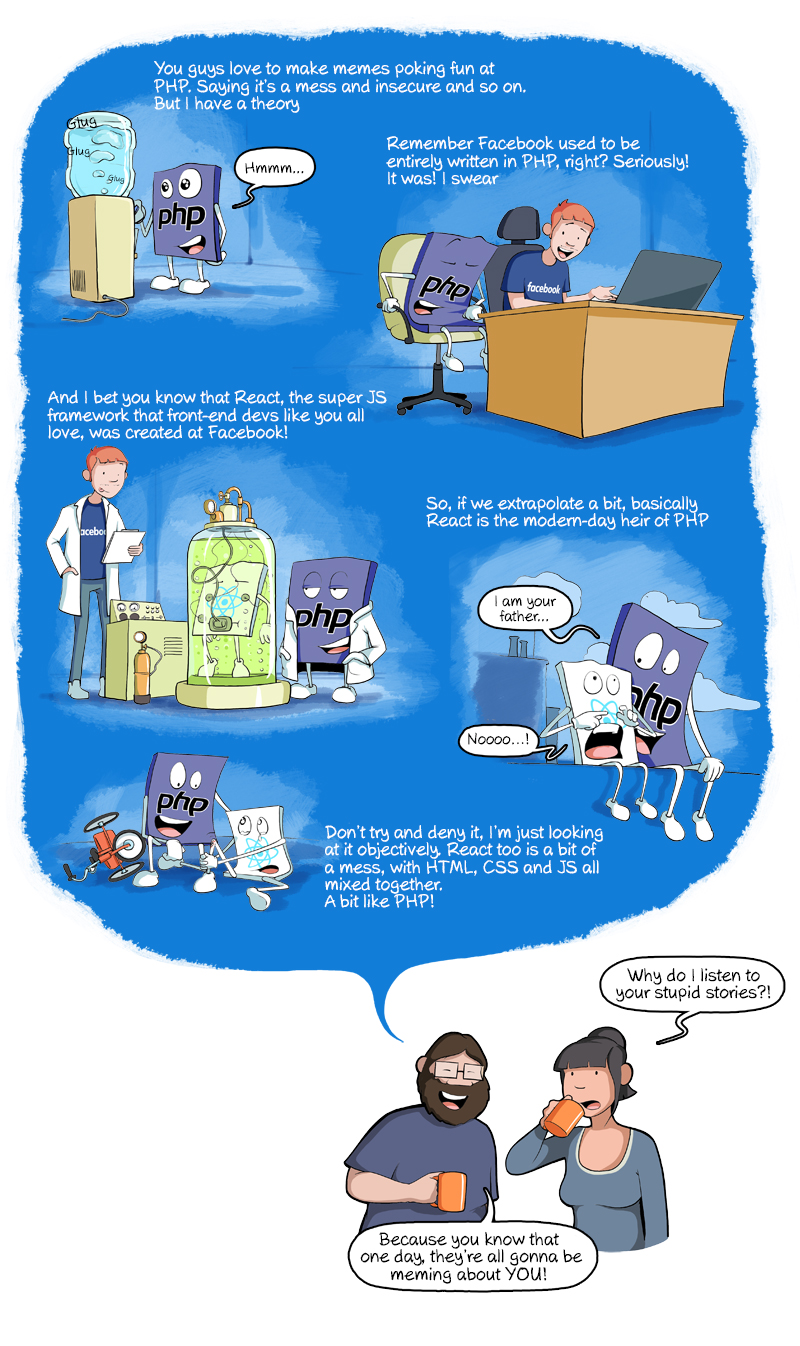 You guys love to make memes poking fun at
PHP. Saying it's a mess and insecure and so on.
But I have a theory
Glug
Glug
Glug
Hmmm...
php
Remember Facebook used to be
entirely written in PHP, right? Seriously!
It was! I swear
php
facebook
And I bet you know that React, the super JS
framework that front-end devs like you all
love, was created at Facebook!
acebo
php
So, if we extrapolate a bit, basically
React is the modern-day heir of PHP
I am your
father...
php
Noooo...!
php
Don't try and deny it, I'm just looking
at it objectively. React too is a bit of
a mess, with HTML, CSS and JS all
mixed together.
A bit like PHP!
Why do I listen to
your stupid stories?!
Because you know that
one day, they're all gonna be
meming about YOU!